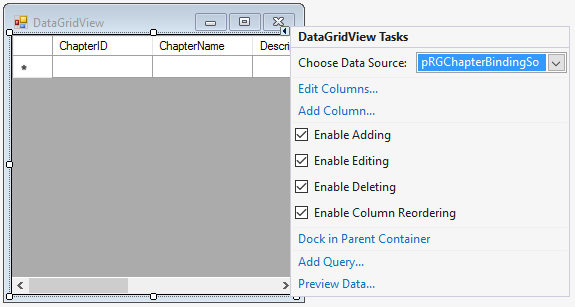 DataGridView
ChapterID ChapterName Descri
*
DataGridView Tasks
Choose Data Source: pRGChapterBindingSo
Edit Columns...
Add Column...
Enable Adding
Enable Editing
Enable Deleting
Enable Column Reordering
Dock in Parent Container
Add Query...
Preview Data...